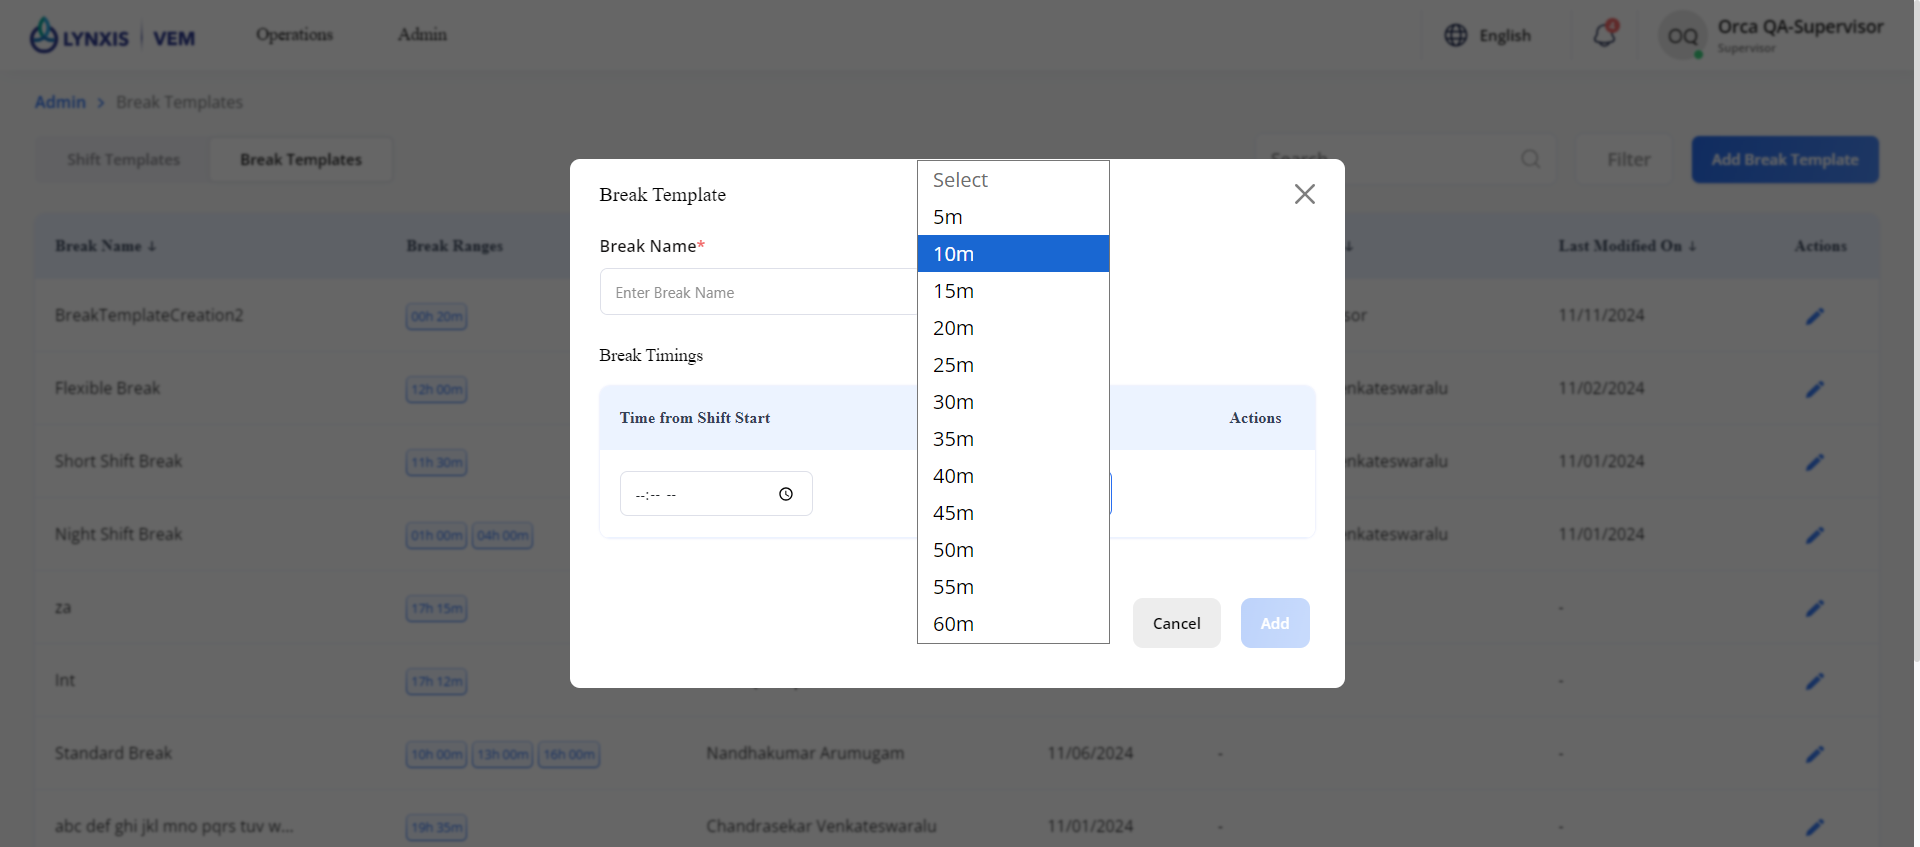 LYNXIS | VEM
Operations
Admin
English
4
OQ
Orca QA-Supervisor
Supervisor
Admin > Break Templates
Shift Templates
Break Templates
Filter
Add Break Template
Break Name ↓
Break Ranges
↓
Last Modified On ↓
Actions
BreakTemplateCreation2
00h 20m
sor
11/11/2024
Flexible Break
12h 00m
enkateswaralu
11/02/2024
Short Shift Break
11h 30m
enkateswaralu
11/01/2024
Night Shift Break
01h 00m
04h 00m
enkateswaralu
11/01/2024
za
17h 15m
-
Int
17h 12m
-
Standard Break
10h 00m
13h 00m
16h 00m
Nandhakumar Arumugam
11/06/2024
-
-
abc def ghi jkl mno pqrs tuv w...
19h 35m
Chandrasekar Venkateswaralu
11/01/2024
-
-
Break Template
Break Name*
Enter Break Name
Break Timings
Time from Shift Start
Actions
--:-- --
Select
5m
10m
15m
20m
25m
30m
35m
40m
45m
50m
55m
60m
Cancel
Add